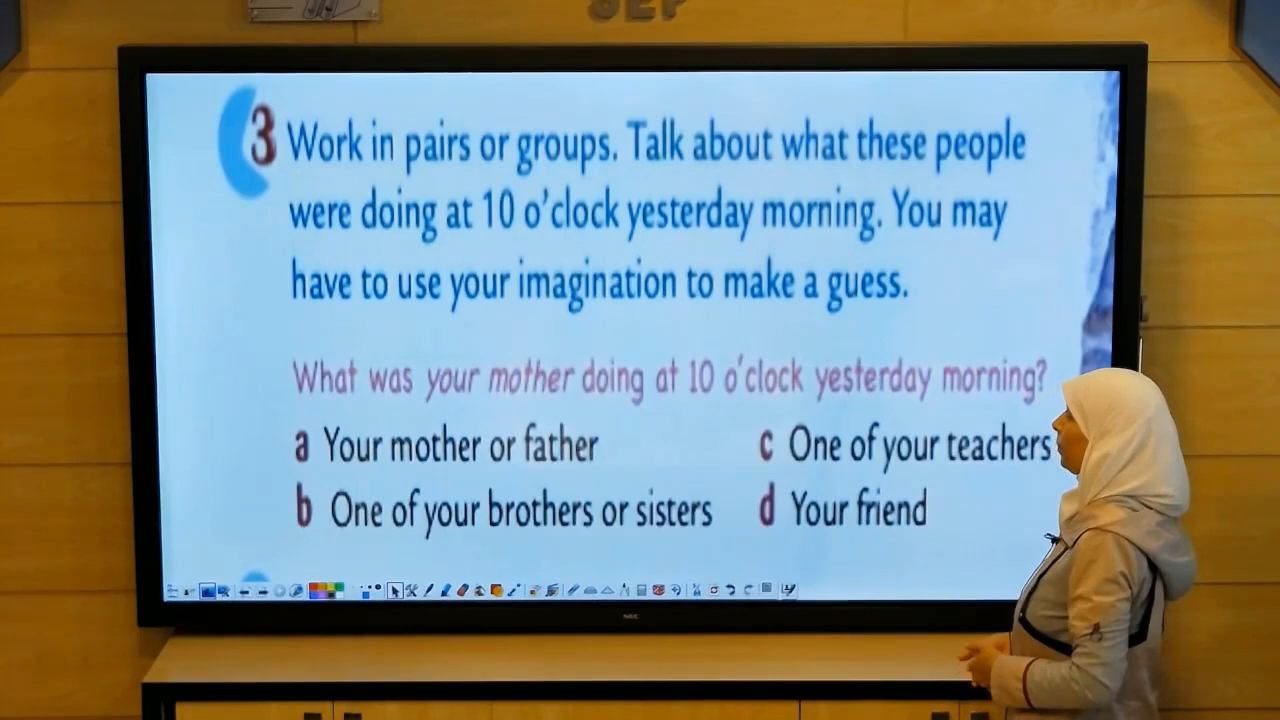 3 Work in pairs or groups. Talk about what these people
were doing at 10 o'clock yesterday morning. You may
have to use your imagination to make a guess.
What was your mother doing at 10 o'clock yesterday morning?
a Your mother or father
c One of your teachers
b One of your brothers or sisters
d Your friend
NEC